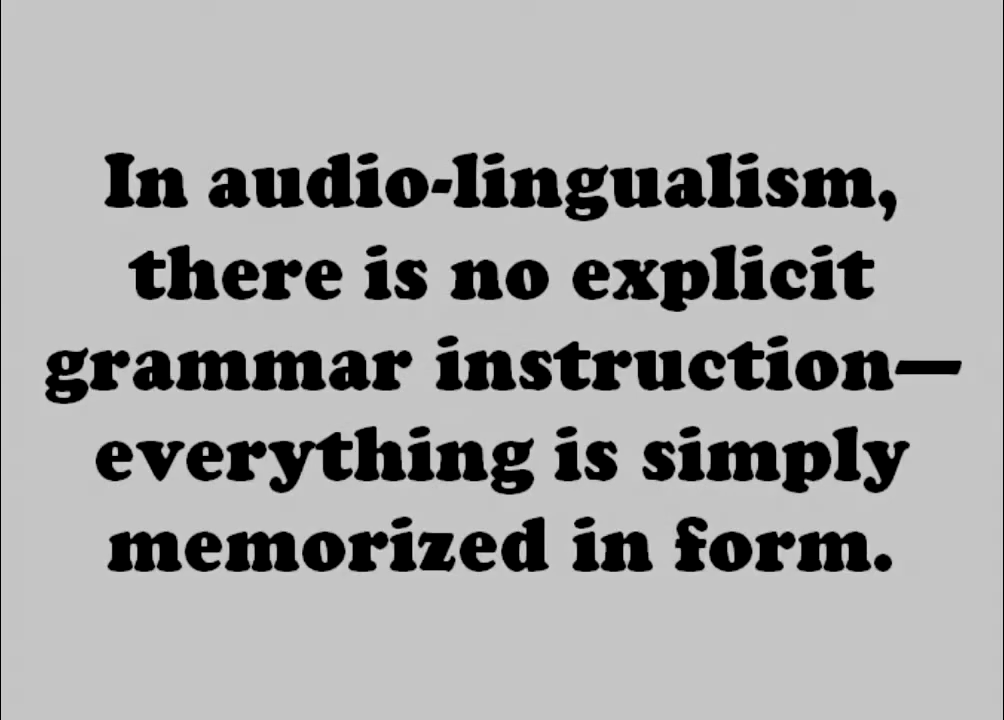 In audio-lingualism,
there is no explicit
grammar instruction—
everything is simply
memorized in form.